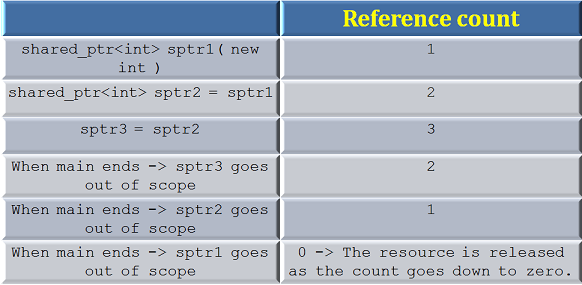 Reference count
shared_ptr<int> sptr1( new
int )
1
shared_ptr<int> sptr2 = sptr1
2
sptr3 = sptr2
3
When main ends -> sptr3 goes
out of scope
2
When main ends -> sptr2 goes
out of scope
1
When main ends -> sptr1 goes
out of scope
0 -> The resource is released
as the count goes down to zero.